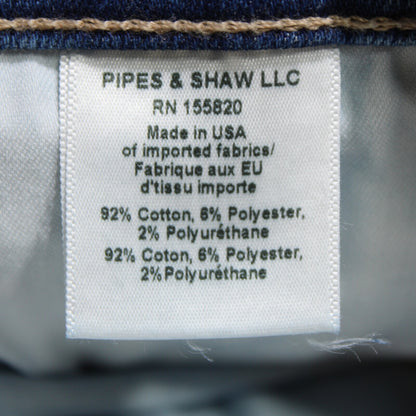 PIPES & SHAW LLC
RN 155820
Made in USA
of imported fabrics/
Fabrique aux EU
d'tissu importe
92% Cotton, 6% Polyester,
2% Polyuréthane
92% Cotton, 6% Polyester,
2% Polyurethane